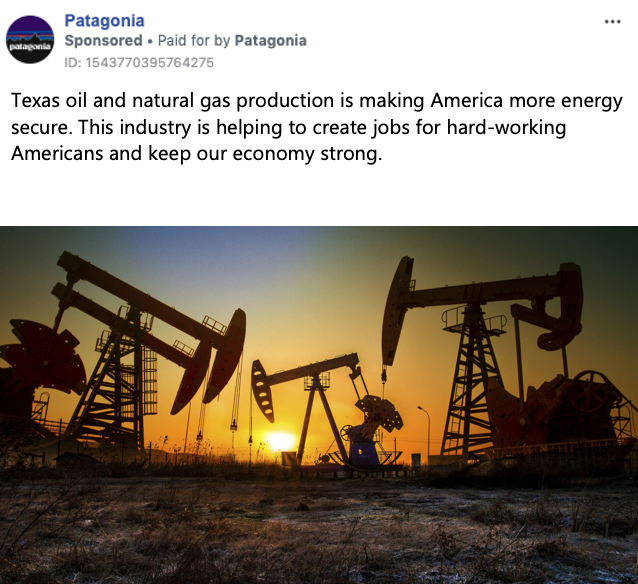 Patagonia
Sponsored • Paid for by Patagonia
ID: 1543770395764275
patagonia
Texas oil and natural gas production is making America more energy
secure. This industry is helping to create jobs for hard-working
Americans and keep our economy strong.